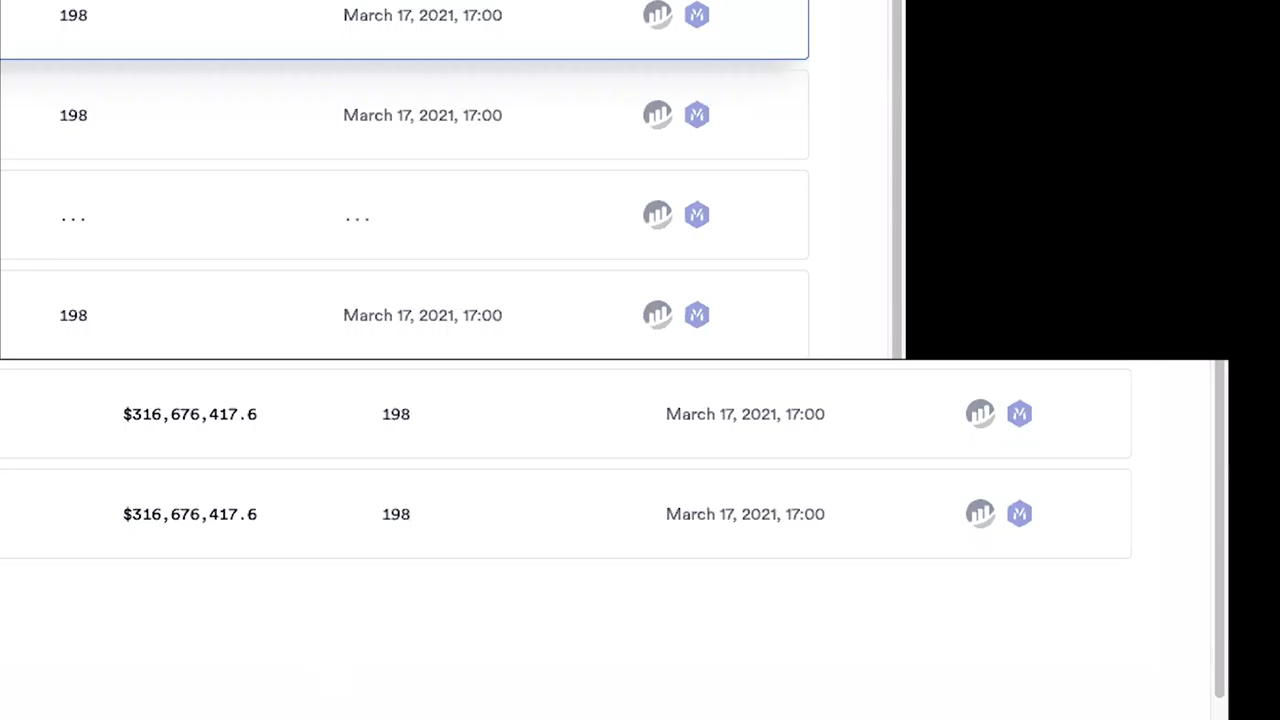 198 March 17, 2021, 17:00
198 March 17, 2021, 17:00
... ...
198 March 17, 2021, 17:00
$316,676,417.6 198 March 17, 2021, 17:00
$316,676,417.6 198 March 17, 2021, 17:00